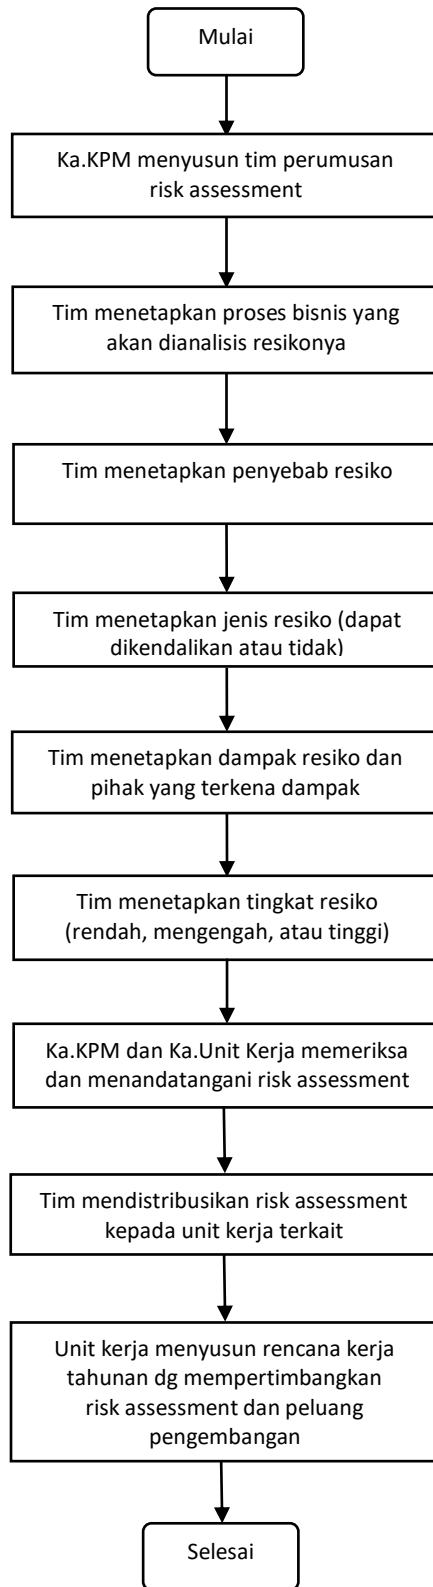 Mulai
Ka.KPM menyusun tim perumusan
risk assessment
Tim menetapkan proses bisnis yang
akan dianalisis resikonya
Tim menetapkan penyebab resiko
Tim menetapkan jenis resiko (dapat
dikendalikan atau tidak)
Tim menetapkan dampak resiko dan
pihak yang terkena dampak
Tim menetapkan tingkat resiko
(rendah, mengengah, atau tinggi)
Ka.KPM dan Ka.Unit Kerja memeriksa
dan menandatangani risk assessment
Tim mendistribusikan risk assessment
kepada unit kerja terkait
Unit kerja menyusun rencana kerja
tahunan dg mempertimbangkan
risk assessment dan peluang
pengembangan
Selesai